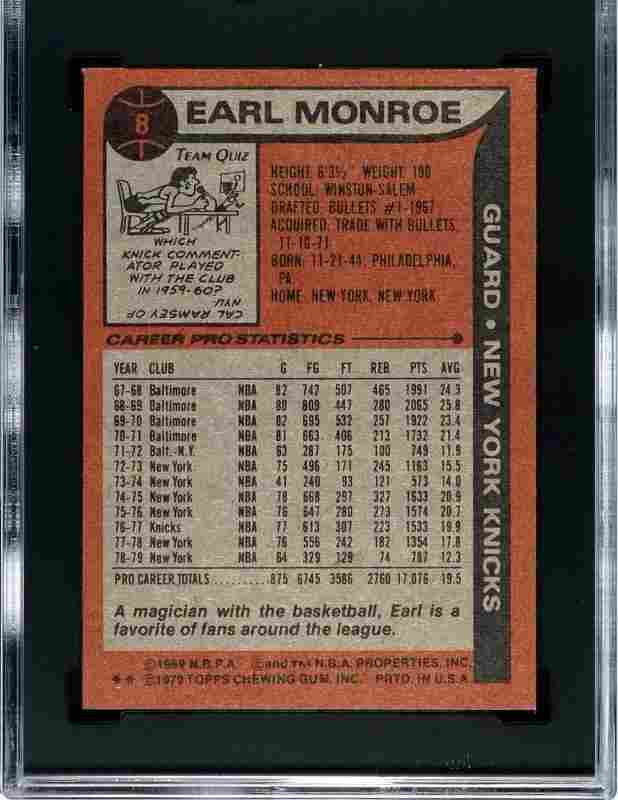 8 EARL MONROE
TEAM QUIZ
WHICH
KNICK COMMENT-
ATOR PLAYED
WITH THE CLUB
IN 1959-60?
CAL RAMSEY OF
NYU
HEIGHT: 6'3½" WEIGHT: 190
SCHOOL: WINSTON-SALEM
DRAFTED: BULLETS #1-1967
ACQUIRED: TRADE WITH BULLETS,
11-10-71
BORN: 11-21-44, PHILADELPHIA,
PA.
HOME: NEW YORK, NEW YORK
GUARD • NEW YORK KNICKS
CAREER PRO STATISTICS
YEAR CLUB G FG FT REB PTS AVG
67-68 Baltimore NBA 82 742 507 465 1991 24.3
68-69 Baltimore NBA 80 809 447 280 2065 25.8
69-70 Baltimore NBA 82 695 532 257 1922 23.4
70-71 Baltimore NBA 81 663 406 213 1732 21.4
71-72 Balt.-N.Y. NBA 63 287 175 100 749 11.9
72-73 New York NBA 75 496 171 245 1163 15.5
73-74 New York NBA 41 240 93 121 573 14.0
74-75 New York NBA 78 668 297 327 1633 20.9
75-76 New York NBA 76 647 280 273 1574 20.7
76-77 Knicks NBA 77 613 307 223 1533 19.9
77-78 New York NBA 76 556 242 182 1354 17.8
78-79 New York NBA 64 329 129 74 787 12.3
PRO CAREER TOTALS.......... 875 6745 3586 2760 17,076 19.5
A magician with the basketball, Earl is a
favorite of fans around the league.
©1969 N.B.P.A. © and TM N.B.A. PROPERTIES, INC.
** ©1979 TOPPS CHEWING GUM, INC. PRTD. IN U.S.A.